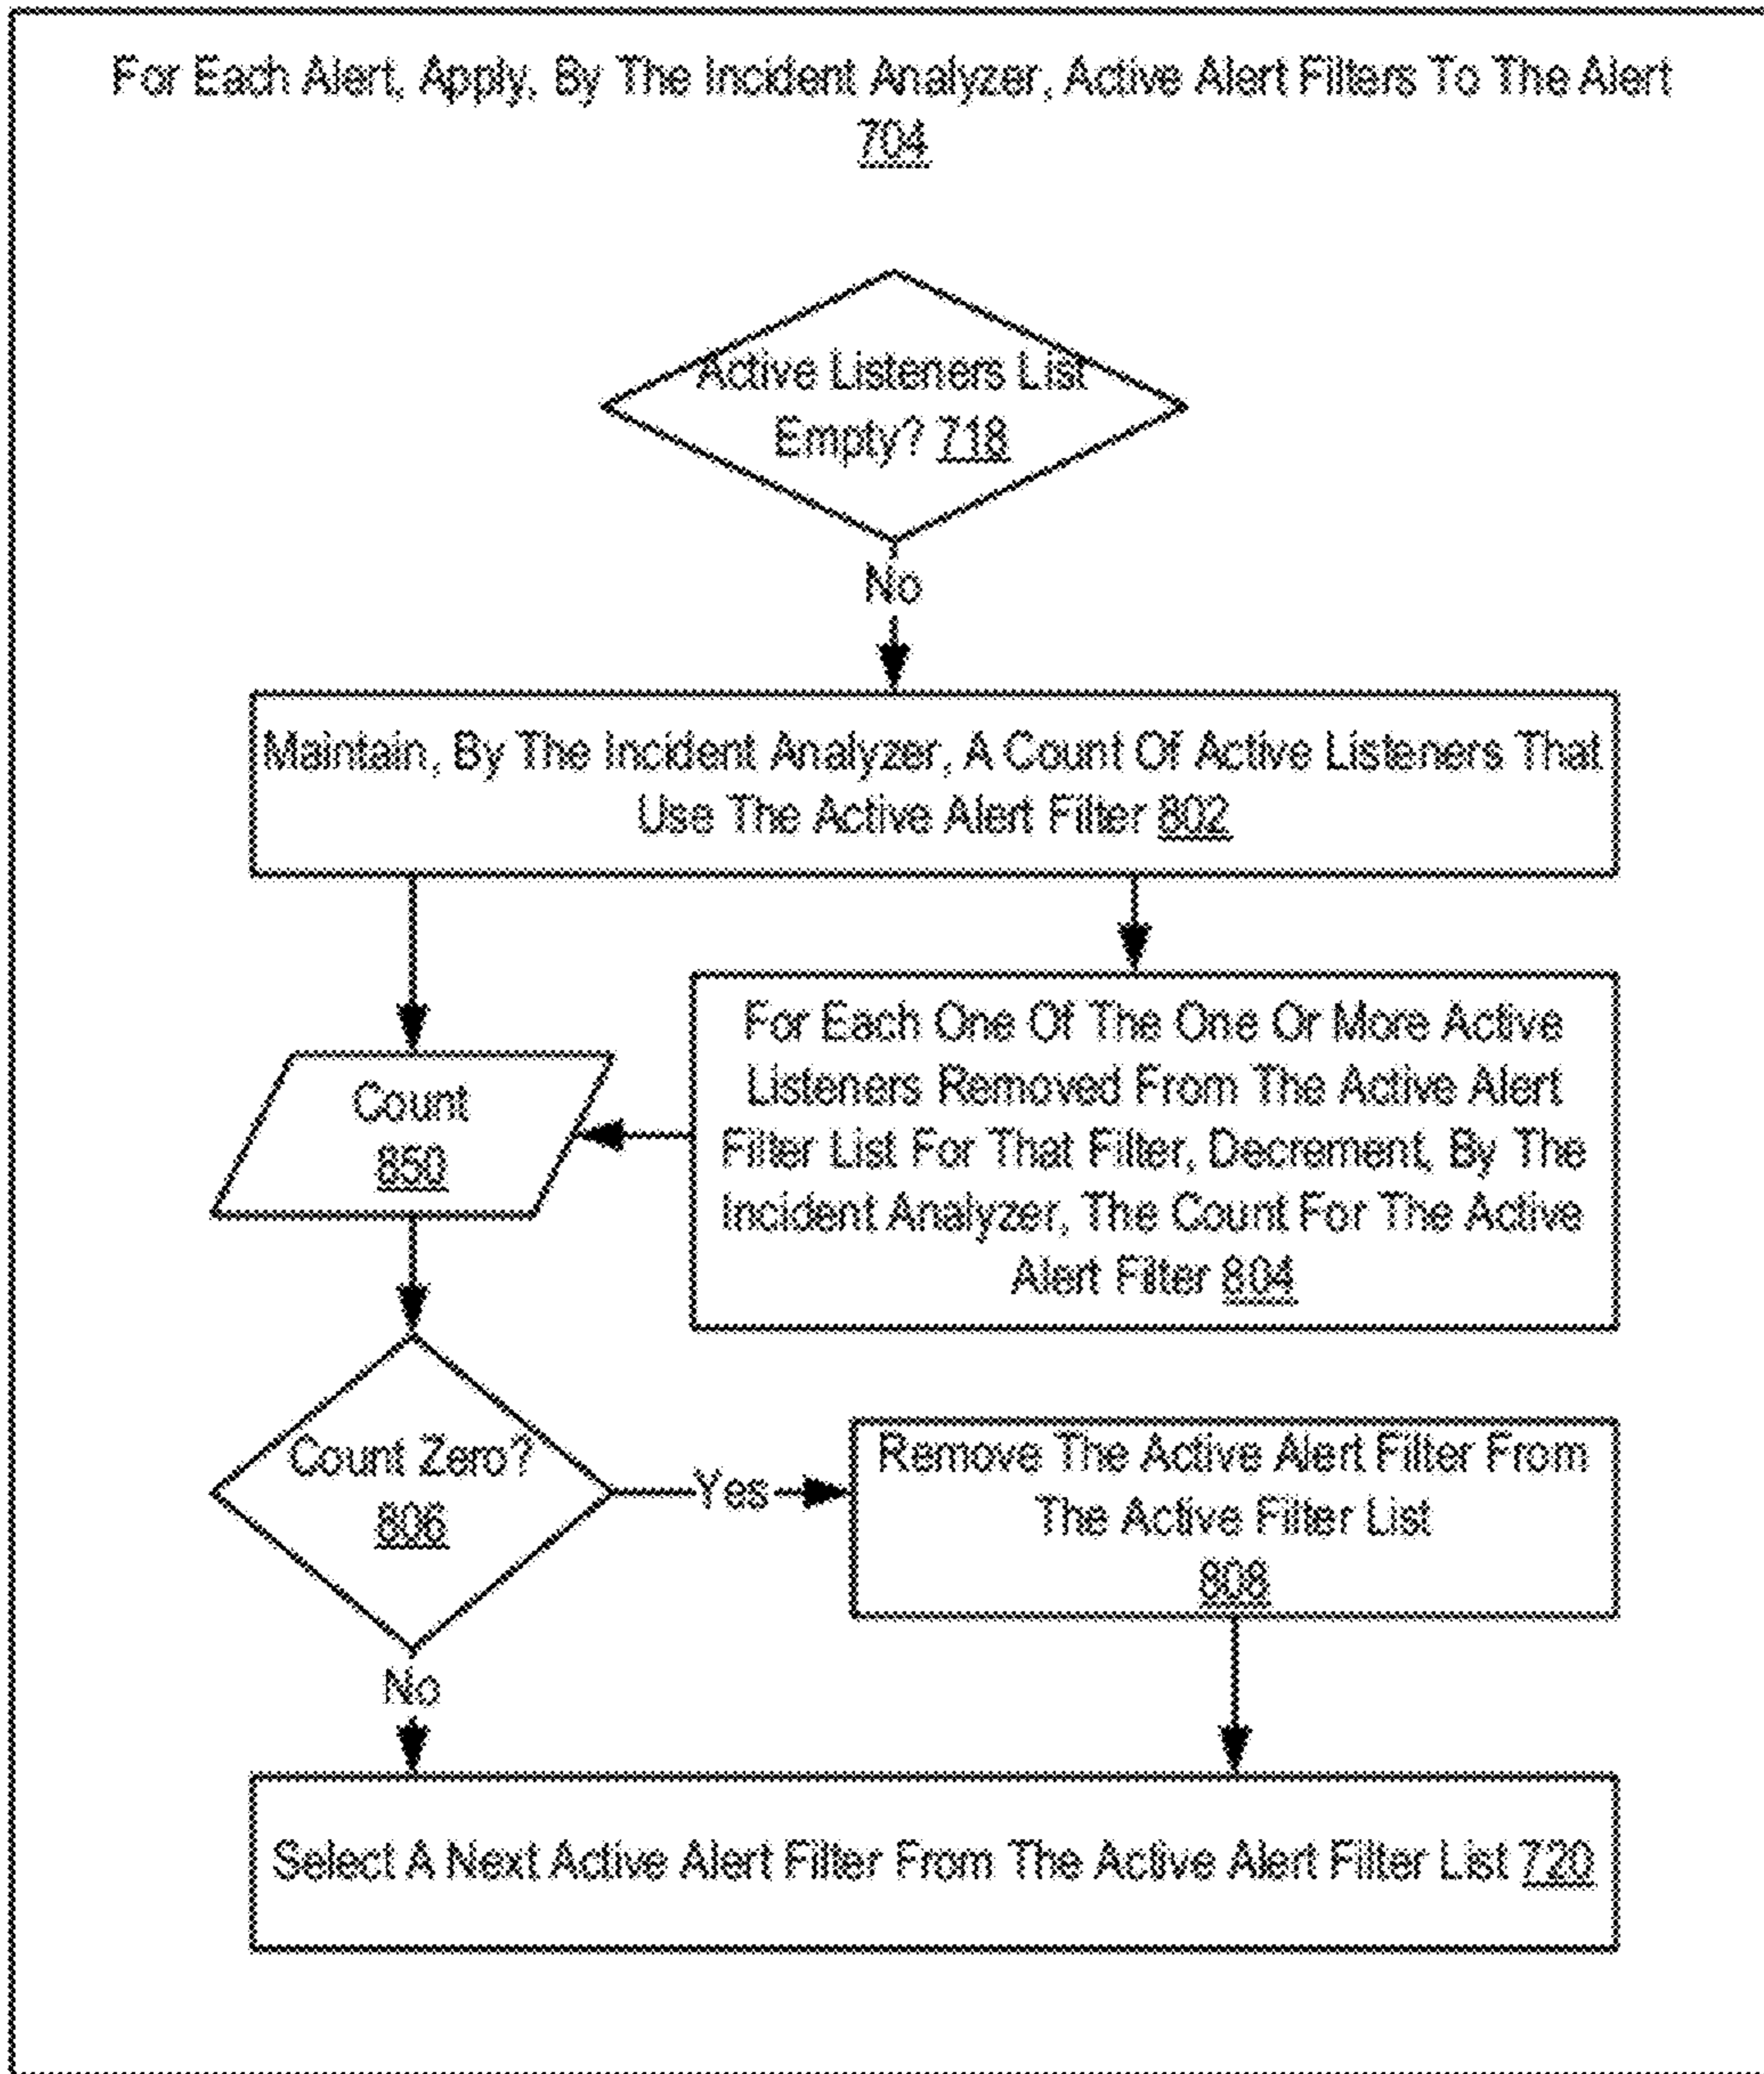 For Each Alert, Apply, By The Incident Analyzer, Active Alert Filters To The Alert
704
Active Listeners List
Empty? 718
No
Maintain, By The Incident Analyzer, A Count Of Active Listeners That
Use The Active Alert Filter 802
For Each One Of The One Or More Active
Listeners Removed From The Active Alert
Filter List For That Filter, Decrement, By The
Incident Analyzer, The Count For The Active
Alert Filter 804
Count
850
Count Zero?
806
Yes
Remove The Active Alert Filter From
The Active Filter List
808
No
Select A Next Active Alert Filter From The Active Alert Filter List 720